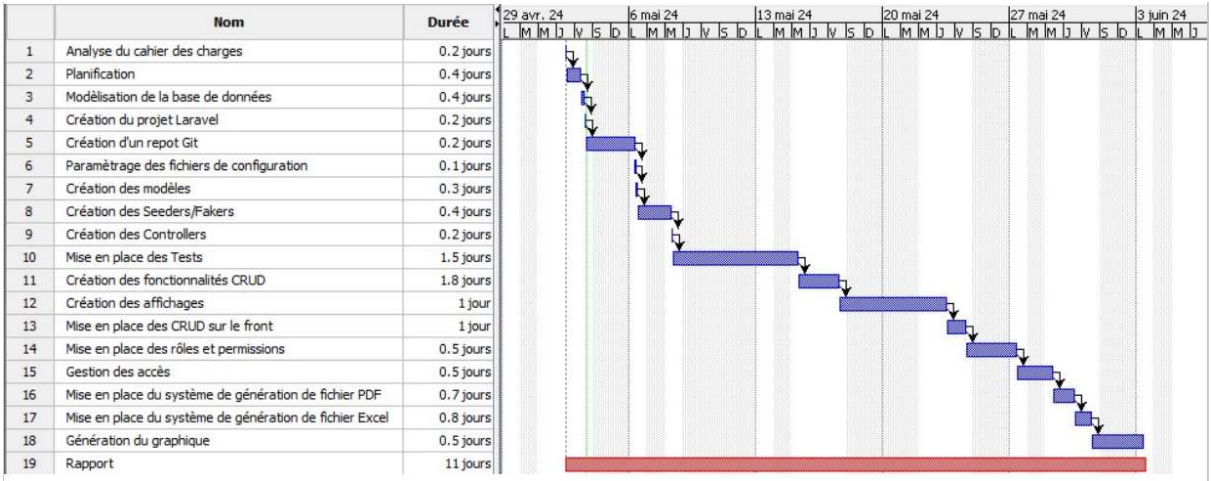 Nom Durée 29 avr. 24 6 mai 24 13 mai 24 20 mai 24 27 mai 24 3 juin 24
L M M J V S D L M M J V S D L M M J V S D L M M J V S D L M M J V S D L M M J
1 Analyse du cahier des charges 0.2 jours
2 Planification 0.4 jours
3 Modèlisation de la base de données 0.4 jours
4 Création du projet Laravel 0.2 jours
5 Création d'un repot Git 0.2 jours
6 Paramètrage des fichiers de configuration 0.1 jours
7 Création des modèles 0.3 jours
8 Création des Seeders/Fakers 0.4 jours
9 Création des Controllers 0.2 jours
10 Mise en place des Tests 1.5 jours
11 Création des fonctionnalités CRUD 1.8 jours
12 Création des affichages 1 jour
13 Mise en place des CRUD sur le front 1 jour
14 Mise en place des rôles et permissions 0.5 jours
15 Gestion des accès 0.5 jours
16 Mise en place du système de génération de fichier PDF 0.7 jours
17 Mise en place du système de génération de fichier Excel 0.8 jours
18 Génération du graphique 0.5 jours
19 Rapport 11 jours